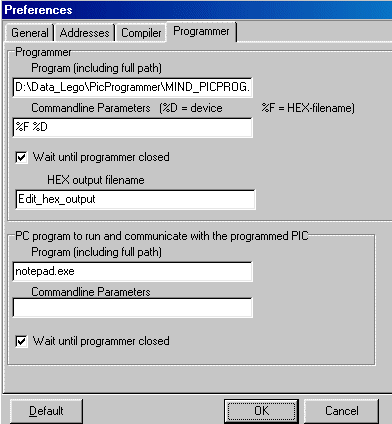 Preferences
General Addresses Compiler Programmer
Programmer
Program (including full path)
D:\Data_Lego\PicProgrammer\MIND_PICPROG.
Commandline Parameters (%D = device %F = HEX-filename)
%F %D
Wait until programmer closed
HEX output filename
Edit_hex_output
PC program to run and communicate with the programmed PIC
Program (including full path)
notepad.exe
Commandline Parameters
Wait until programmer closed
Default OK Cancel